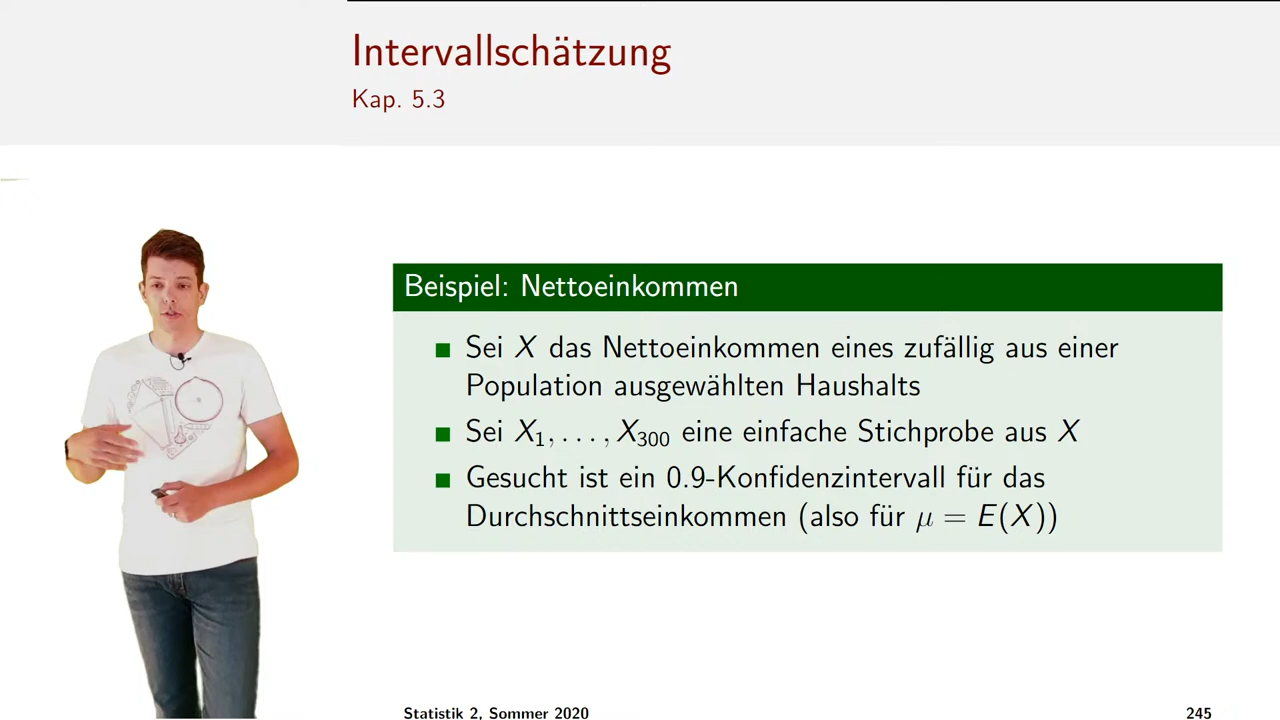 Intervallschätzung
Kap. 5.3
Beispiel: Nettoeinkommen
Sei X das Nettoeinkommen eines zufällig aus einer
Population ausgewählten Haushalts
Sei X₁, . . . , X₃₀₀ eine einfache Stichprobe aus X
Gesucht ist ein 0.9-Konfidenzintervall für das
Durchschnittseinkommen (also für μ = E(X))
Statistik 2, Sommer 2020
245